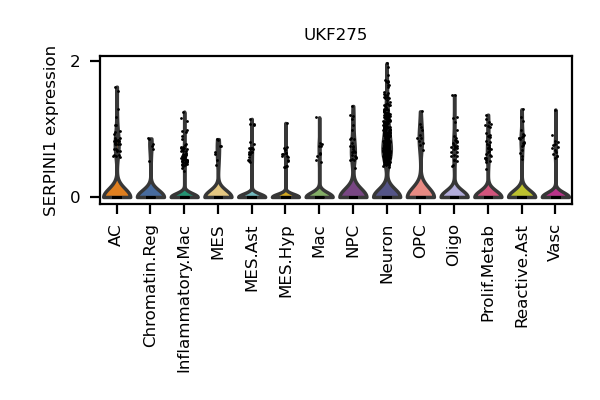 UKF275
SERPINI1 expression
2
0
AC
Chromatin.Reg
Inflammatory.Mac
MES
MES.Ast
MES.Hyp
Mac
NPC
Neuron
OPC
Oligo
Prolif.Metab
Reactive.Ast
Vasc